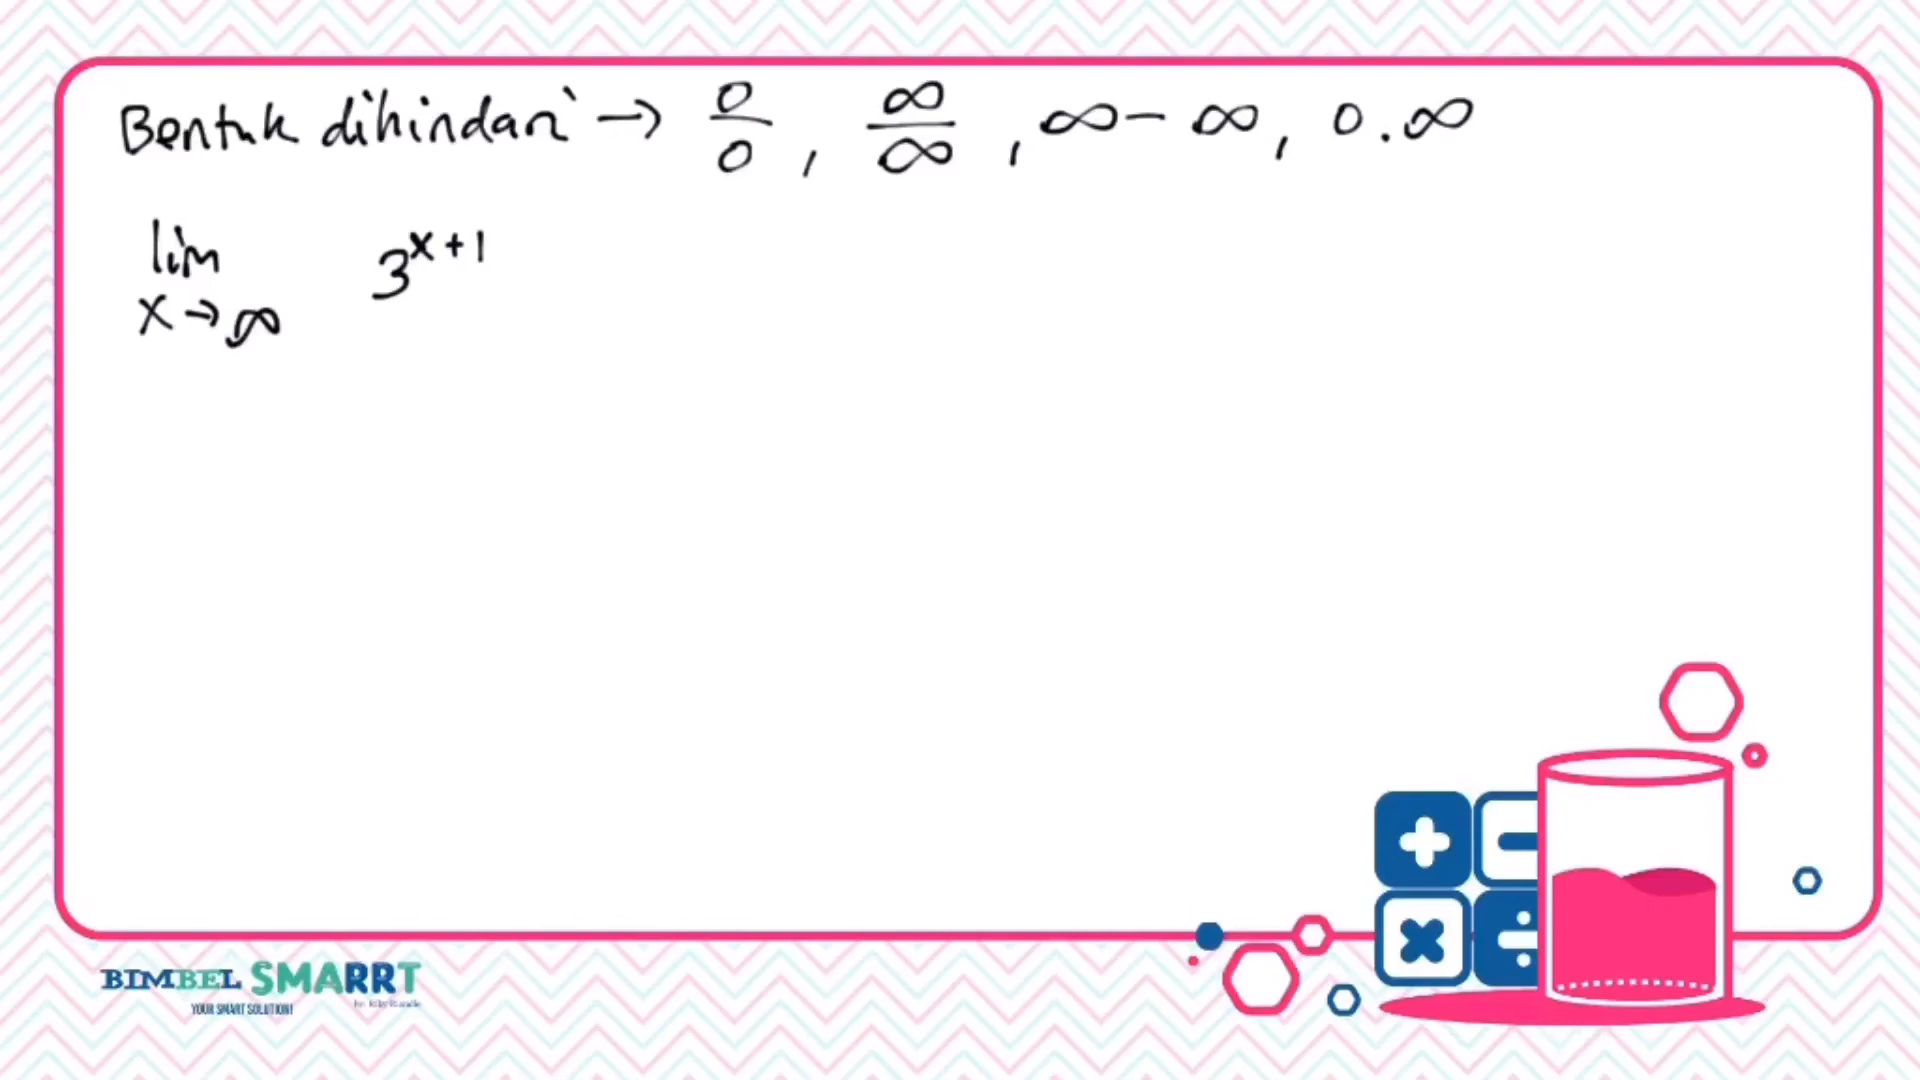 Bentuk dihindari → 0/0 , ∞/∞ , ∞ - ∞ , 0 . ∞
lim 3^{x+1}
x → ∞
BIMBEL SMARRT
YOUR SMART SOLUTION!